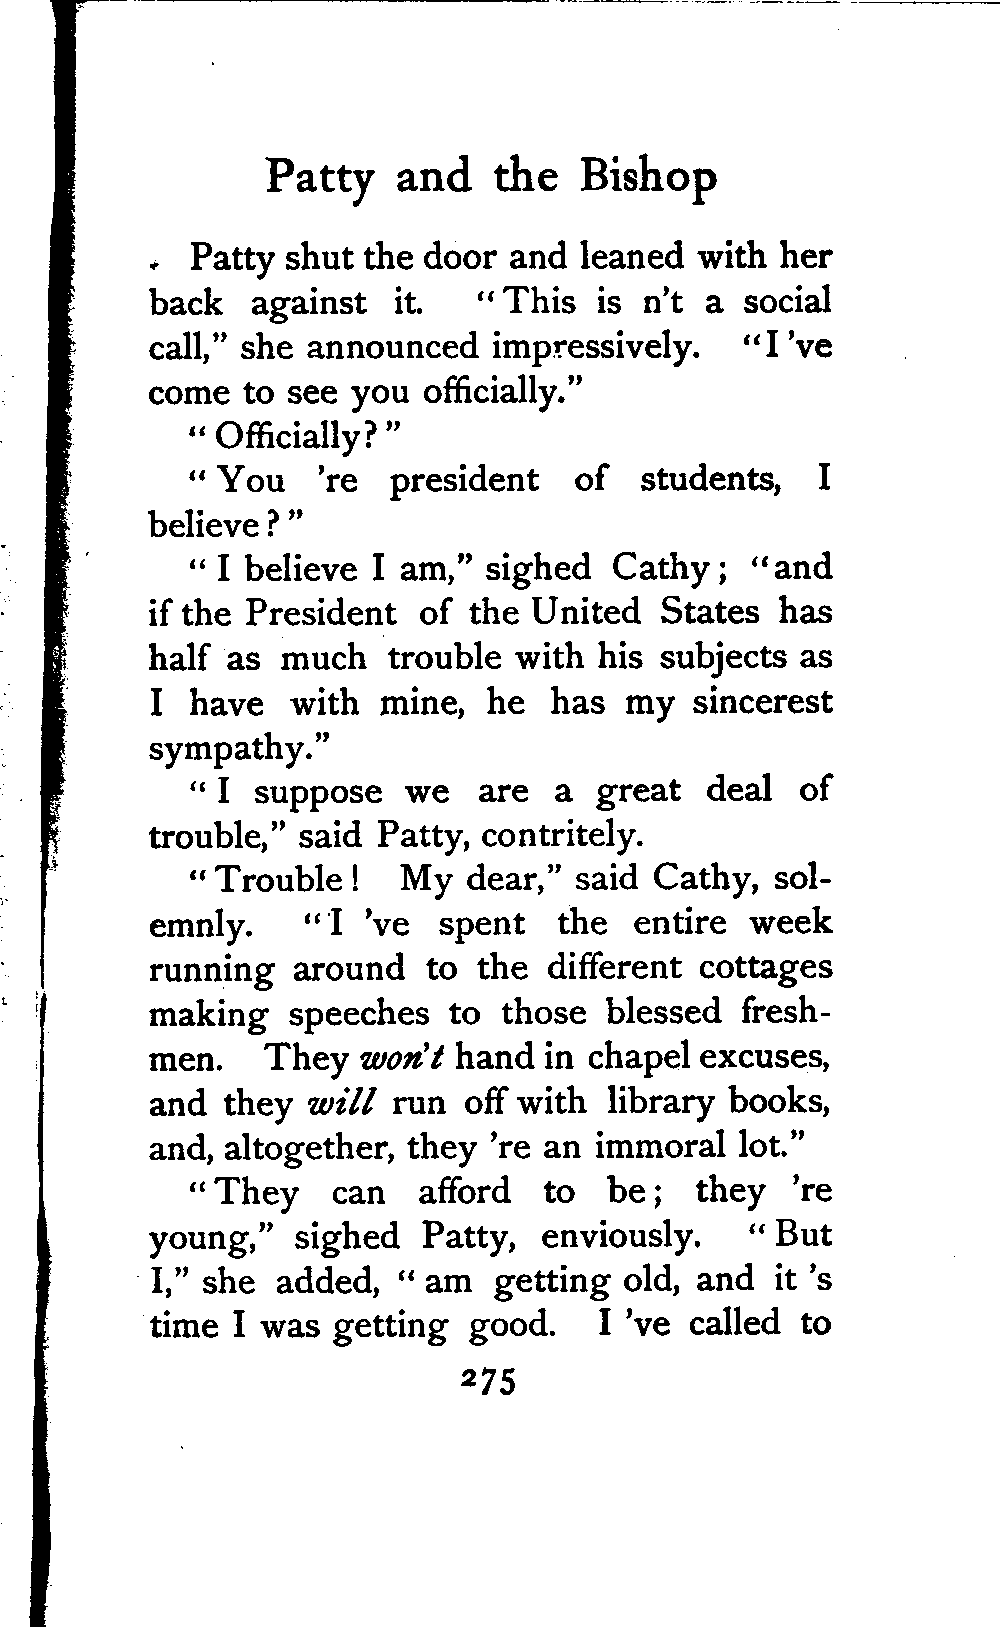 Patty and the Bishop
Patty shut the door and leaned with her
back against it. "This is n't a social
call," she announced impressively. "I 've
come to see you officially."
"Officially?"
"You 're president of students, I
believe?"
"I believe I am," sighed Cathy; "and
if the President of the United States has
half as much trouble with his subjects as
I have with mine, he has my sincerest
sympathy."
"I suppose we are a great deal of
trouble," said Patty, contritely.
"Trouble! My dear," said Cathy, sol-
emnly. "I 've spent the entire week
running around to the different cottages
making speeches to those blessed fresh-
men. They won't hand in chapel excuses,
and they will run off with library books,
and, altogether, they 're an immoral lot."
"They can afford to be; they 're
young," sighed Patty, enviously. "But
I," she added, "am getting old, and it 's
time I was getting good. I 've called to
275